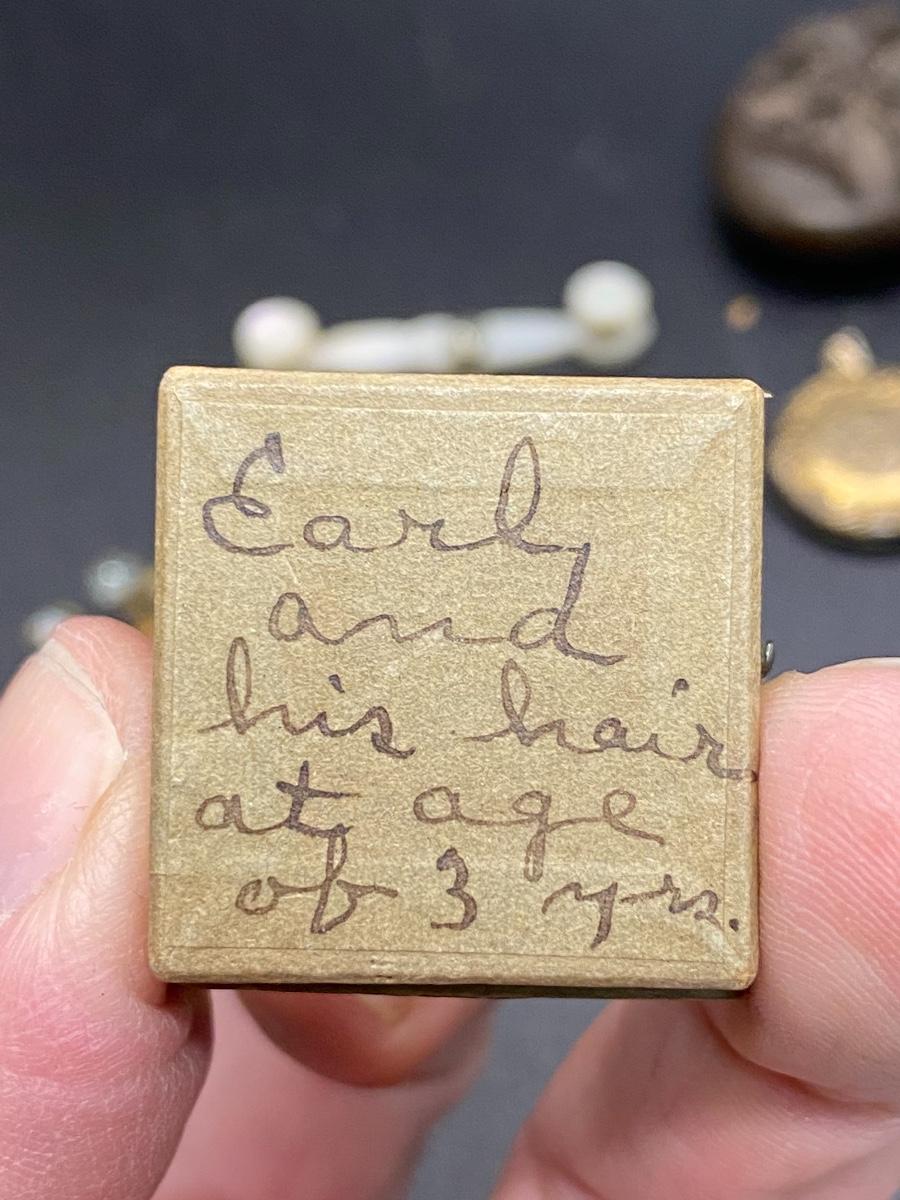 Earl
and
his hair
at age
of 3 yrs.